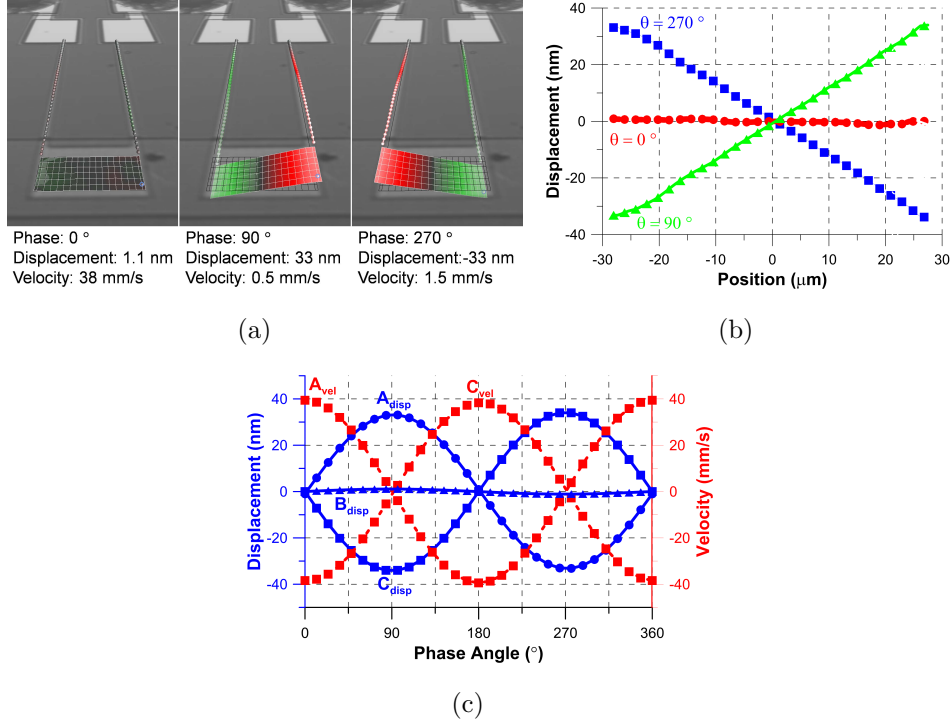 Phase: 0 °
Displacement: 1.1 nm
Velocity: 38 mm/s
Phase: 90 °
Displacement: 33 nm
Velocity: 0.5 mm/s
Phase: 270 °
Displacement:-33 nm
Velocity: 1.5 mm/s
(a)
Displacement (nm)
40
20
0
-20
-40
θ = 270 °
θ = 0 °
θ = 90 °
-30
-20
-10
0
10
20
30
Position (μm)
(b)
Displacement (nm)
40
20
0
-20
-40
A_vel
A_disp
C_vel
B_disp
C_disp
40
20
0
-20
-40
Velocity (mm/s)
0
90
180
270
360
Phase Angle (°)
(c)